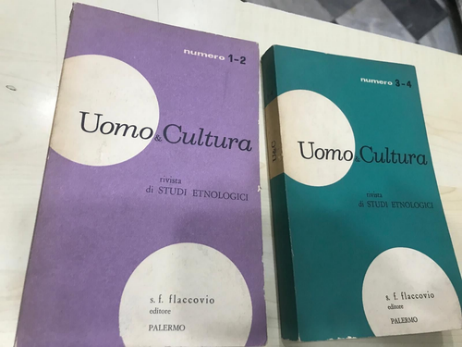 numero 1-2
Uomo & Cultura
rivista
di STUDI ETNOLOGICI
s. f. flaccovio
editore
PALERMO
numero 3-4
Uomo & Cultura
rivista
di STUDI ETNOLOGICI
s. f. flaccovio
editore
PALERMO